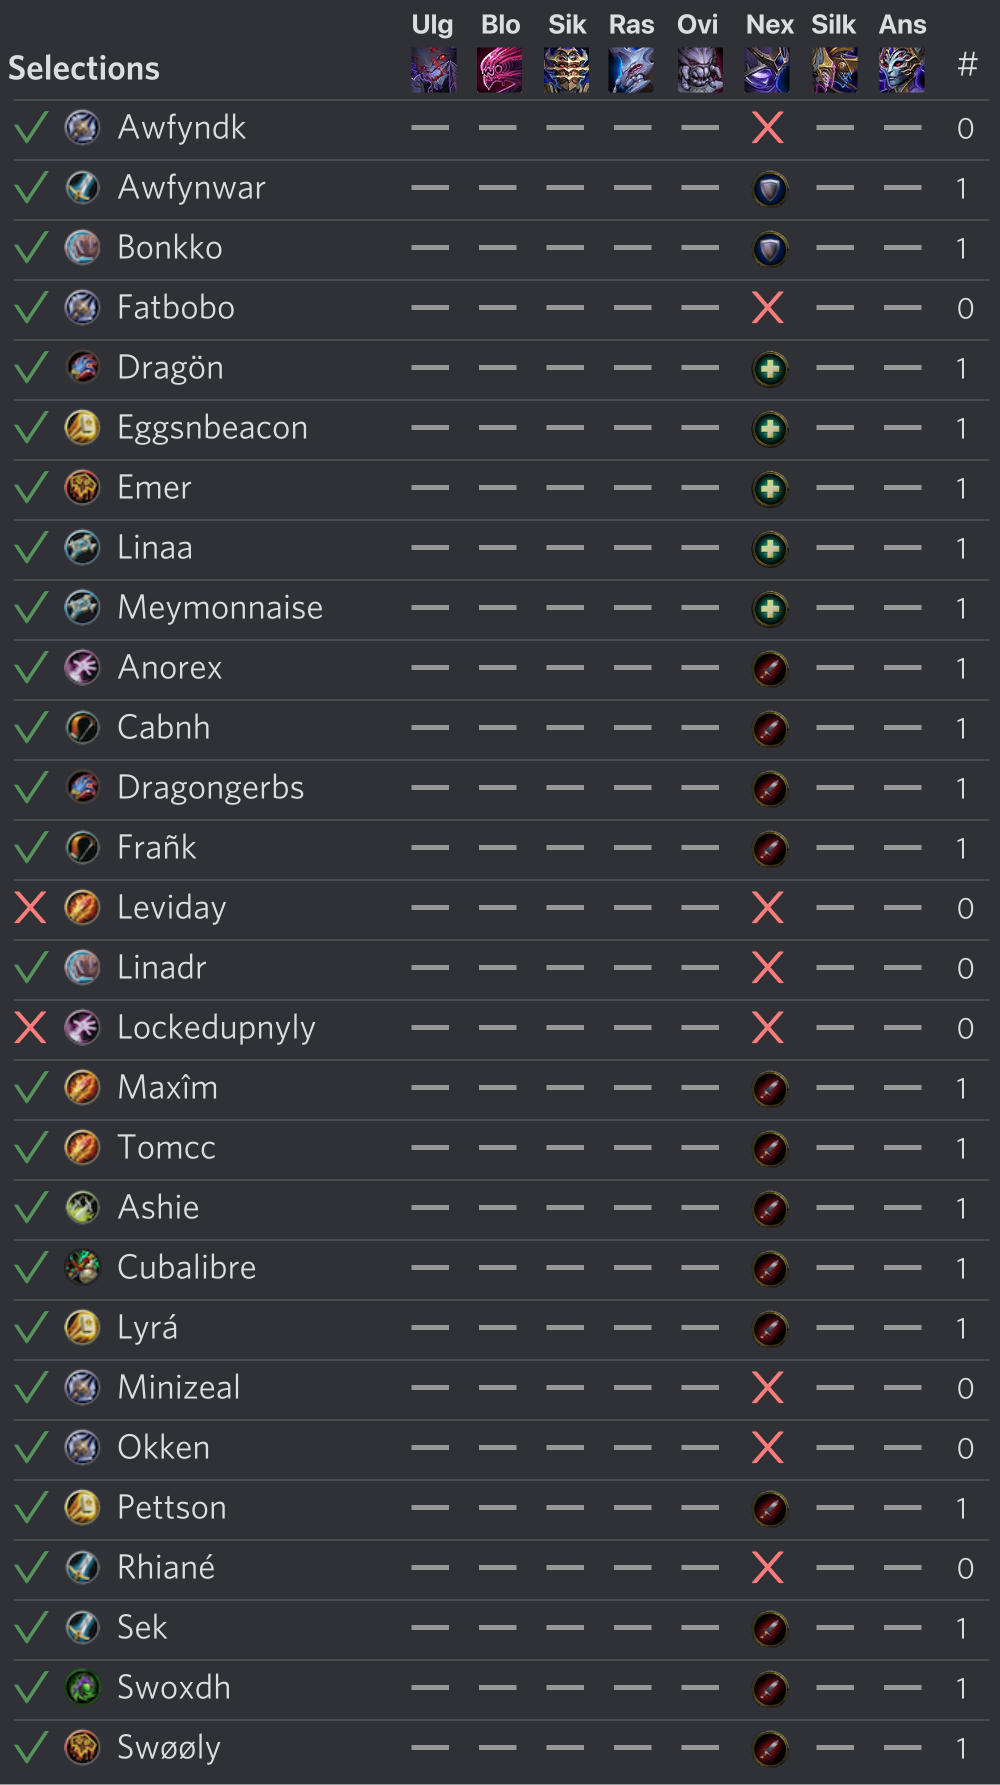 Ulg Blo Sik Ras Ovi Nex Silk Ans
Selections #
Awfyndk 0
Awfynwar 1
Bonkko 1
Fatbobo 0
Dragön 1
Eggsnbeacon 1
Emer 1
Linaa 1
Meymonnaise 1
Anorex 1
Cabnh 1
Dragongerbs 1
Frañk 1
Leviday 0
Linadr 0
Lockedupnyly 0
Maxîm 1
Tomcc 1
Ashie 1
Cubalibre 1
Lyrá 1
Minizeal 0
Okken 0
Pettson 1
Rhiané 0
Sek 1
Swoxdh 1
Swøøly 1